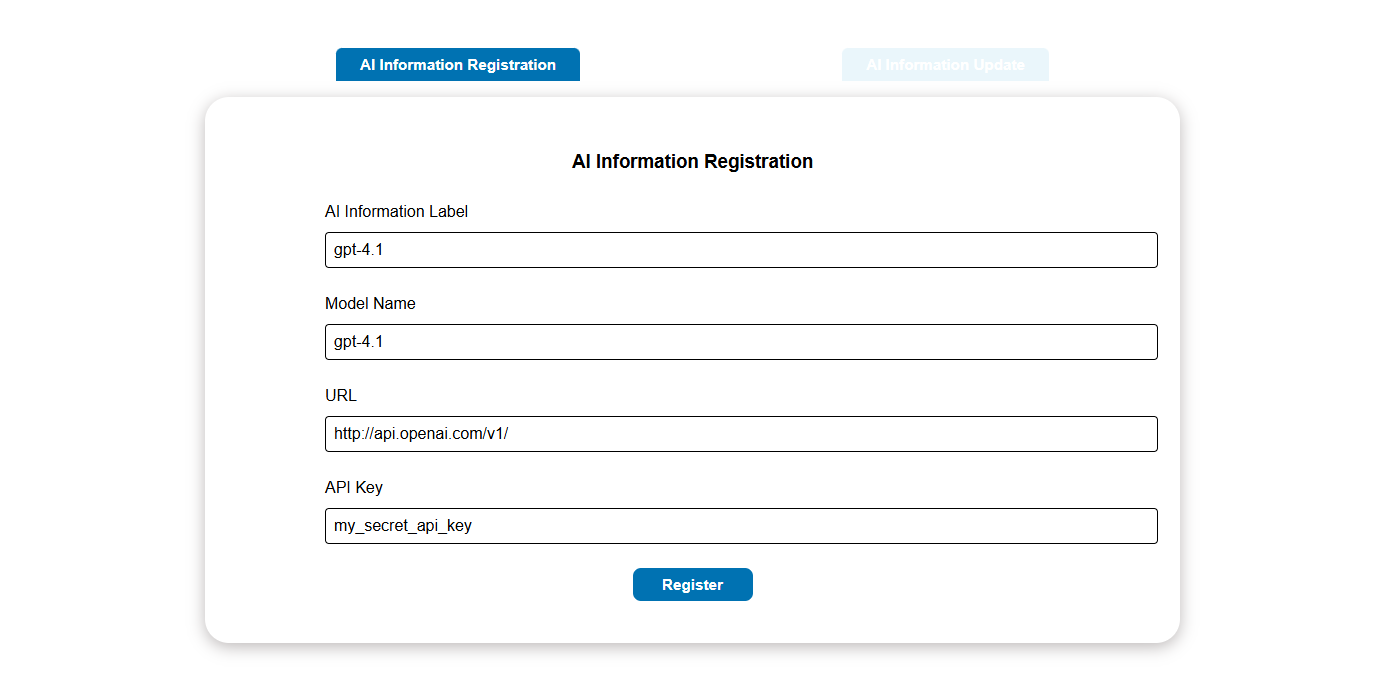 AI Information Registration
AI Information Update
AI Information Registration
AI Information Label
gpt-4.1
Model Name
gpt-4.1
URL
http://api.openai.com/v1/
API Key
my_secret_api_key
Register